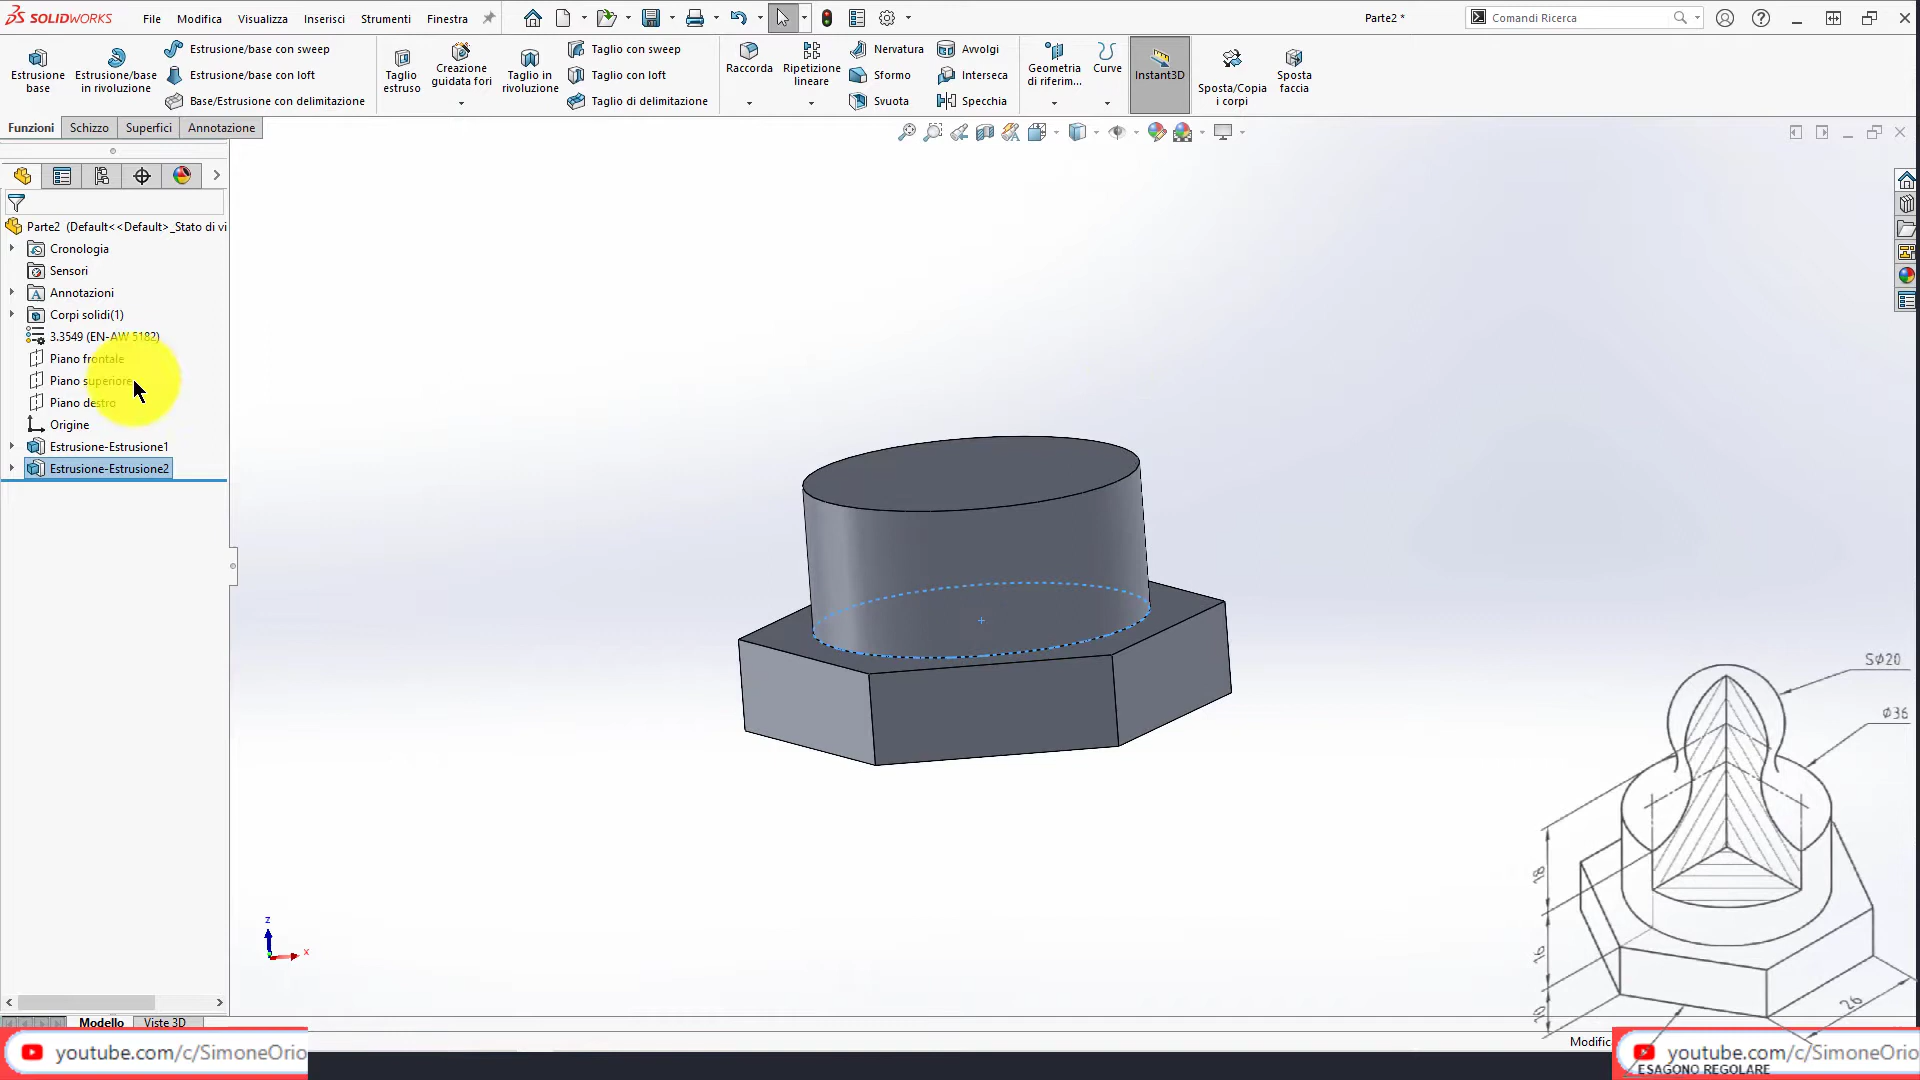 SOLIDWORKS File Modifica Visualizza Inserisci Strumenti Finestra Parte2 * Comandi Ricerca
Estrusione base
Estrusione/base in rivoluzione
Estrusione/base con sweep
Estrusione/base con loft
Base/Estrusione con delimitazione
Taglio estruso
Creazione guidata fori
Taglio in rivoluzione
Taglio con sweep
Taglio con loft
Taglio di delimitazione
Raccorda
Ripetizione lineare
Nervatura
Sformo
Svuota
Avvolgi
Interseca
Specchia
Geometria di riferim...
Curve
Instant3D
Sposta/Copia i corpi
Sposta faccia
Funzioni Schizzo Superfici Annotazione
Parte2 (Default<<Default>_Stato di vi
Cronologia
Sensori
Annotazioni
Corpi solidi(1)
3.3549 (EN-AW 5182)
Piano frontale
Piano superiore
Piano destro
Origine
Estrusione-Estrusione1
Estrusione-Estrusione2
z
x
SØ20
Ø36
18
16
10
26
Modello Viste 3D
Modific
youtube.com/c/SimoneOrio
youtube.com/c/SimoneOrio
ESAGONO REGOLARE